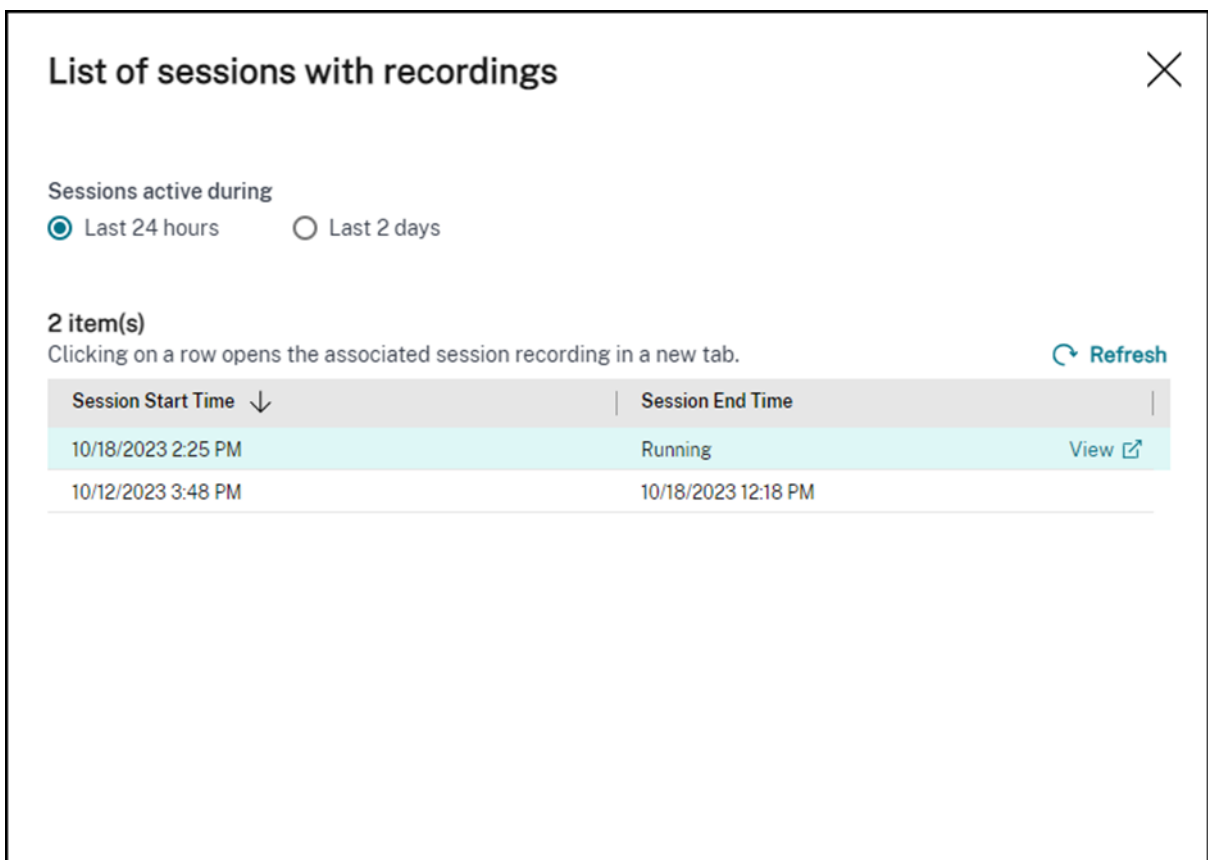 List of sessions with recordings
Sessions active during
Last 24 hours Last 2 days
2 item(s)
Clicking on a row opens the associated session recording in a new tab. Refresh
Session Start Time Session End Time
10/18/2023 2:25 PM Running View
10/12/2023 3:48 PM 10/18/2023 12:18 PM